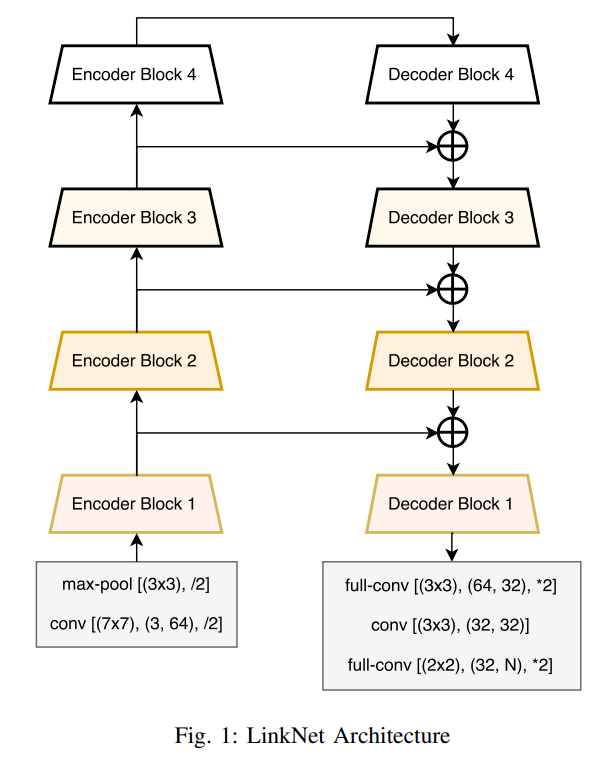 Encoder Block 4
Decoder Block 4
Encoder Block 3
Decoder Block 3
Encoder Block 2
Decoder Block 2
Encoder Block 1
Decoder Block 1
max-pool [(3x3), /2]
conv [(7x7), (3, 64), /2]
full-conv [(3x3), (64, 32), *2]
conv [(3x3), (32, 32)]
full-conv [(2x2), (32, N), *2]
Fig. 1: LinkNet Architecture